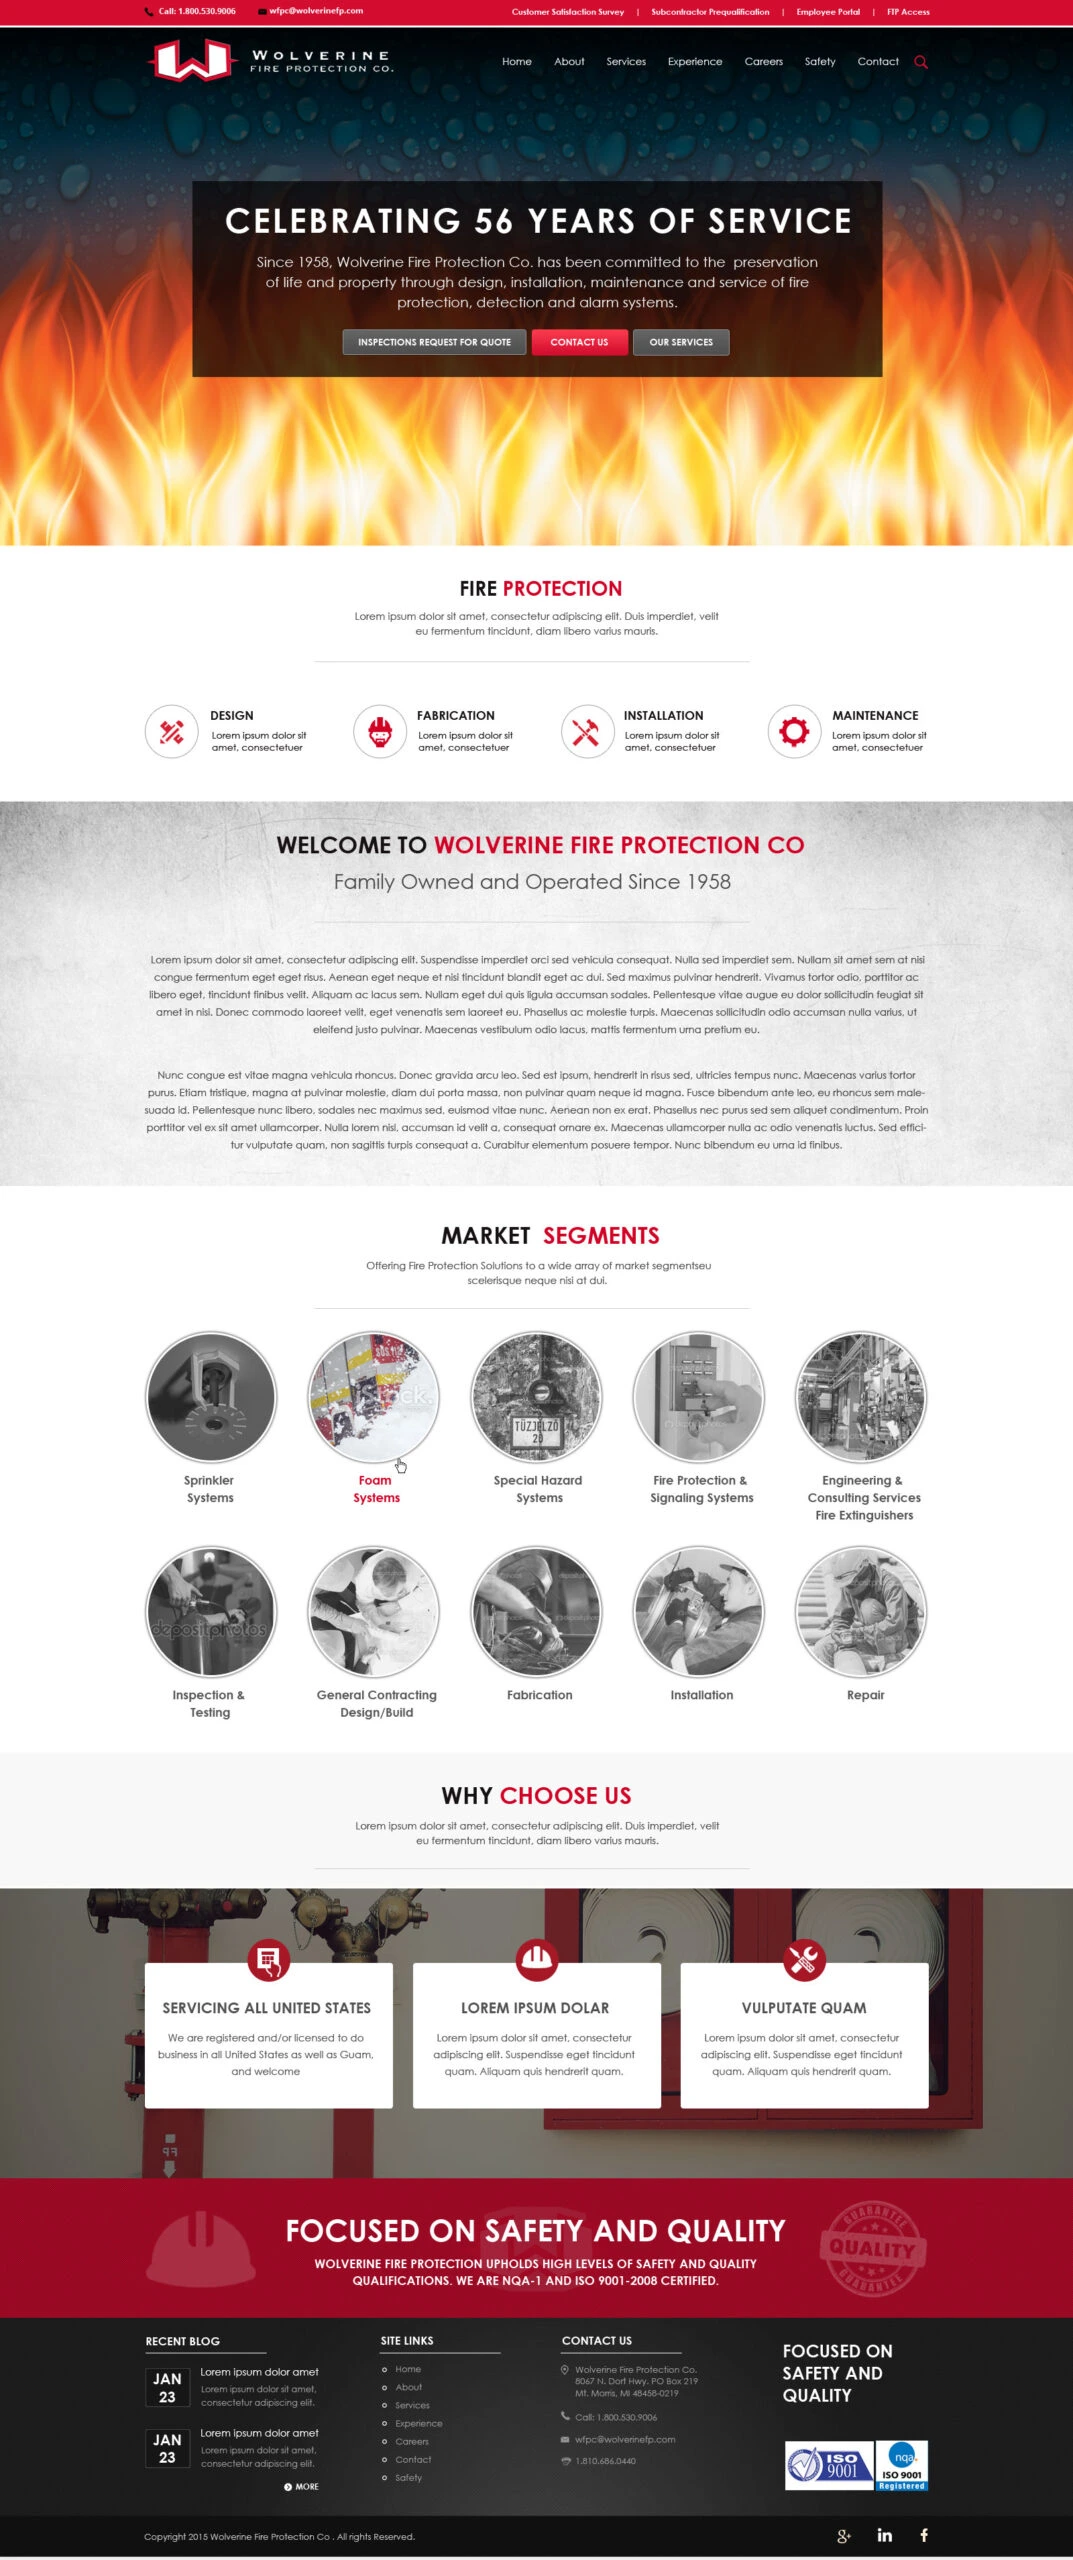 Call: 1.800.530.9006
wfpc@wolverinefp.com
Customer Satisfaction Survey | Subcontractor Prequalification | Employee Portal | FTP Access
WOLVERINE
FIRE PROTECTION CO.
Home About Services Experience Careers Safety Contact
CELEBRATING 56 YEARS OF SERVICE
Since 1958, Wolverine Fire Protection Co. has been committed to the preservation
of life and property through design, installation, maintenance and service of fire
protection, detection and alarm systems.
INSPECTIONS REQUEST FOR QUOTE
CONTACT US
OUR SERVICES
FIRE PROTECTION
Lorem ipsum dolor sit amet, consectetur adipiscing elit. Duis imperdiet, velit
eu fermentum tincidunt, diam libero varius mauris.
DESIGN
Lorem ipsum dolor sit
amet, consectetuer
FABRICATION
Lorem ipsum dolor sit
amet, consectetuer
INSTALLATION
Lorem ipsum dolor sit
amet, consectetuer
MAINTENANCE
Lorem ipsum dolor sit
amet, consectetuer
WELCOME TO WOLVERINE FIRE PROTECTION CO
Family Owned and Operated Since 1958
Lorem ipsum dolor sit amet, consectetur adipiscing elit. Suspendisse imperdiet orci sed vehicula consequat. Nulla sed imperdiet sem. Nullam sit amet sem at nisi
congue fermentum eget eget risus. Aenean eget neque et nisi tincidunt blandit eget ac dui. Sed maximus pulvinar hendrerit. Vivamus tortor odio, porttitor ac
libero eget, tincidunt finibus velit. Aliquam ac lacus sem. Nullam eget dui quis ligula accumsan sodales. Pellentesque vitae augue eu dolor sollicitudin feugiat sit
amet in nisi. Donec commodo laoreet velit, eget venenatis sem laoreet eu. Phasellus ac molestie turpis. Maecenas sollicitudin odio accumsan nulla varius, ut
eleifend justo pulvinar. Maecenas vestibulum odio lacus, mattis fermentum urna pretium eu.
Nunc congue est vitae magna vehicula rhoncus. Donec gravida arcu leo. Sed est ipsum, hendrerit in risus sed, ultricies tempus nunc. Maecenas varius tortor
purus. Etiam tristique, magna at pulvinar molestie, diam dui porta massa, non pulvinar quam neque id magna. Fusce bibendum ante leo, eu rhoncus sem male-
suada id. Pellentesque nunc libero, sodales nec maximus sed, euismod vitae nunc. Aenean non ex erat. Phasellus nec purus sed sem aliquet condimentum. Proin
porttitor vel ex sit amet ullamcorper. Nulla lorem nisl, accumsan id velit a, consequat ornare ex. Maecenas ullamcorper nulla ac odio venenatis luctus. Sed effici-
tur vulputate quam, non sagittis turpis consequat a. Curabitur elementum posuere tempor. Nunc bibendum eu urna id finibus.
MARKET SEGMENTS
Offering Fire Protection Solutions to a wide array of market segmentseu
scelerisque neque nisi at dui.
TŰZJELZŐ
20
Sprinkler
Systems
Foam
Systems
Special Hazard
Systems
Fire Protection &
Signaling Systems
Engineering &
Consulting Services
Fire Extinguishers
depositphotos
Inspection &
Testing
General Contracting
Design/Build
Fabrication
Installation
Repair
WHY CHOOSE US
Lorem ipsum dolor sit amet, consectetur adipiscing elit. Duis imperdiet, velit
eu fermentum tincidunt, diam libero varius mauris.
SERVICING ALL UNITED STATES
We are registered and/or licensed to do
business in all United States as well as Guam,
and welcome
LOREM IPSUM DOLAR
Lorem ipsum dolor sit amet, consectetur
adipiscing elit. Suspendisse eget tincidunt
quam. Aliquam quis hendrerit quam.
VULPUTATE QUAM
Lorem ipsum dolor sit amet, consectetur
adipiscing elit. Suspendisse eget tincidunt
quam. Aliquam quis hendrerit quam.
FOCUSED ON SAFETY AND QUALITY
WOLVERINE FIRE PROTECTION UPHOLDS HIGH LEVELS OF SAFETY AND QUALITY
QUALIFICATIONS. WE ARE NQA-1 AND ISO 9001-2008 CERTIFIED.
GUARANTEE
QUALITY
GUARANTEE
RECENT BLOG
JAN
23
Lorem ipsum dolor amet
Lorem ipsum dolor sit amet,
consectetur adipiscing elit.
JAN
23
Lorem ipsum dolor amet
Lorem ipsum dolor sit amet,
consectetur adipiscing elit.
MORE
SITE LINKS
Home
About
Services
Experience
Careers
Contact
Safety
CONTACT US
Wolverine Fire Protection Co.
8067 N. Dort Hwy. PO Box 219
Mt. Morris, MI 48458-0219
Call: 1.800.530.9006
wfpc@wolverinefp.com
1.810.686.0440
FOCUSED ON
SAFETY AND
QUALITY
ISO
9001
nqa.
ISO 9001
Registered
Copyright 2015 Wolverine Fire Protection Co . All rights Reserved.